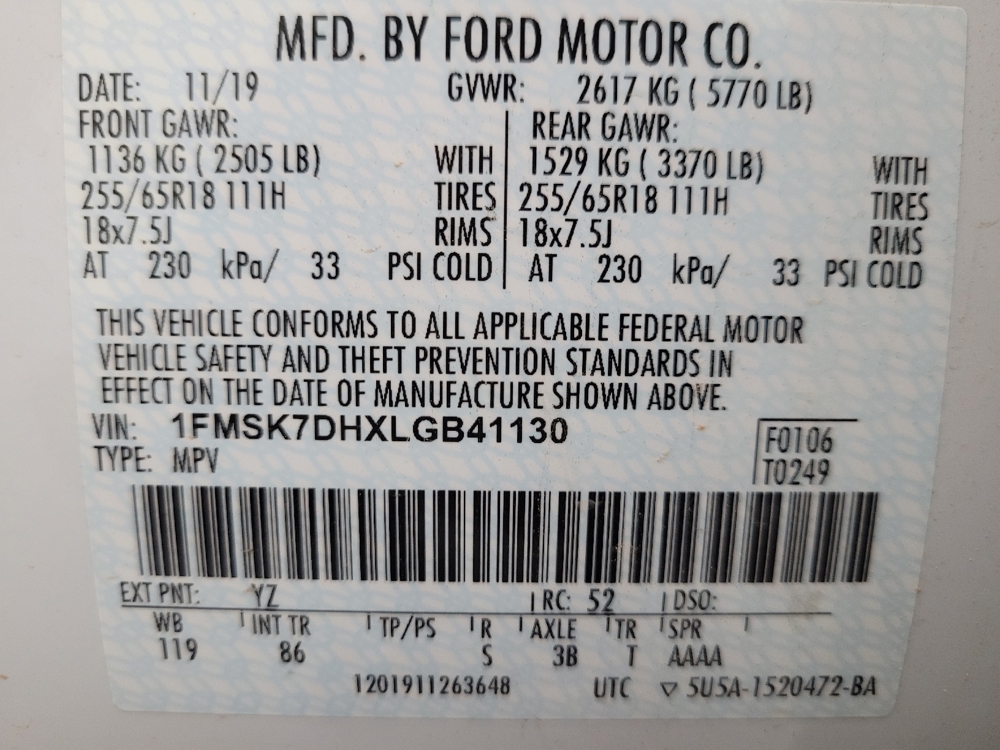 MFD. BY FORD MOTOR CO.
DATE: 11/19 GVWR: 2617 KG ( 5770 LB)
FRONT GAWR: REAR GAWR:
1136 KG ( 2505 LB) WITH 1529 KG ( 3370 LB) WITH
255/65R18 111H TIRES 255/65R18 111H TIRES
18x7.5J RIMS 18x7.5J RIMS
AT 230 kPa/ 33 PSI COLD AT 230 kPa/ 33 PSI COLD
THIS VEHICLE CONFORMS TO ALL APPLICABLE FEDERAL MOTOR
VEHICLE SAFETY AND THEFT PREVENTION STANDARDS IN
EFFECT ON THE DATE OF MANUFACTURE SHOWN ABOVE.
VIN: 1FMSK7DHXLGB41130
F0106
TYPE: MPV
T0249
EXT PNT: YZ RC: 52 DSO:
WB INT TR TP/PS R AXLE TR SPR
119 86 S 3B T AAAA
1201911263648 UTC ▽ 5U5A-1520472-BA